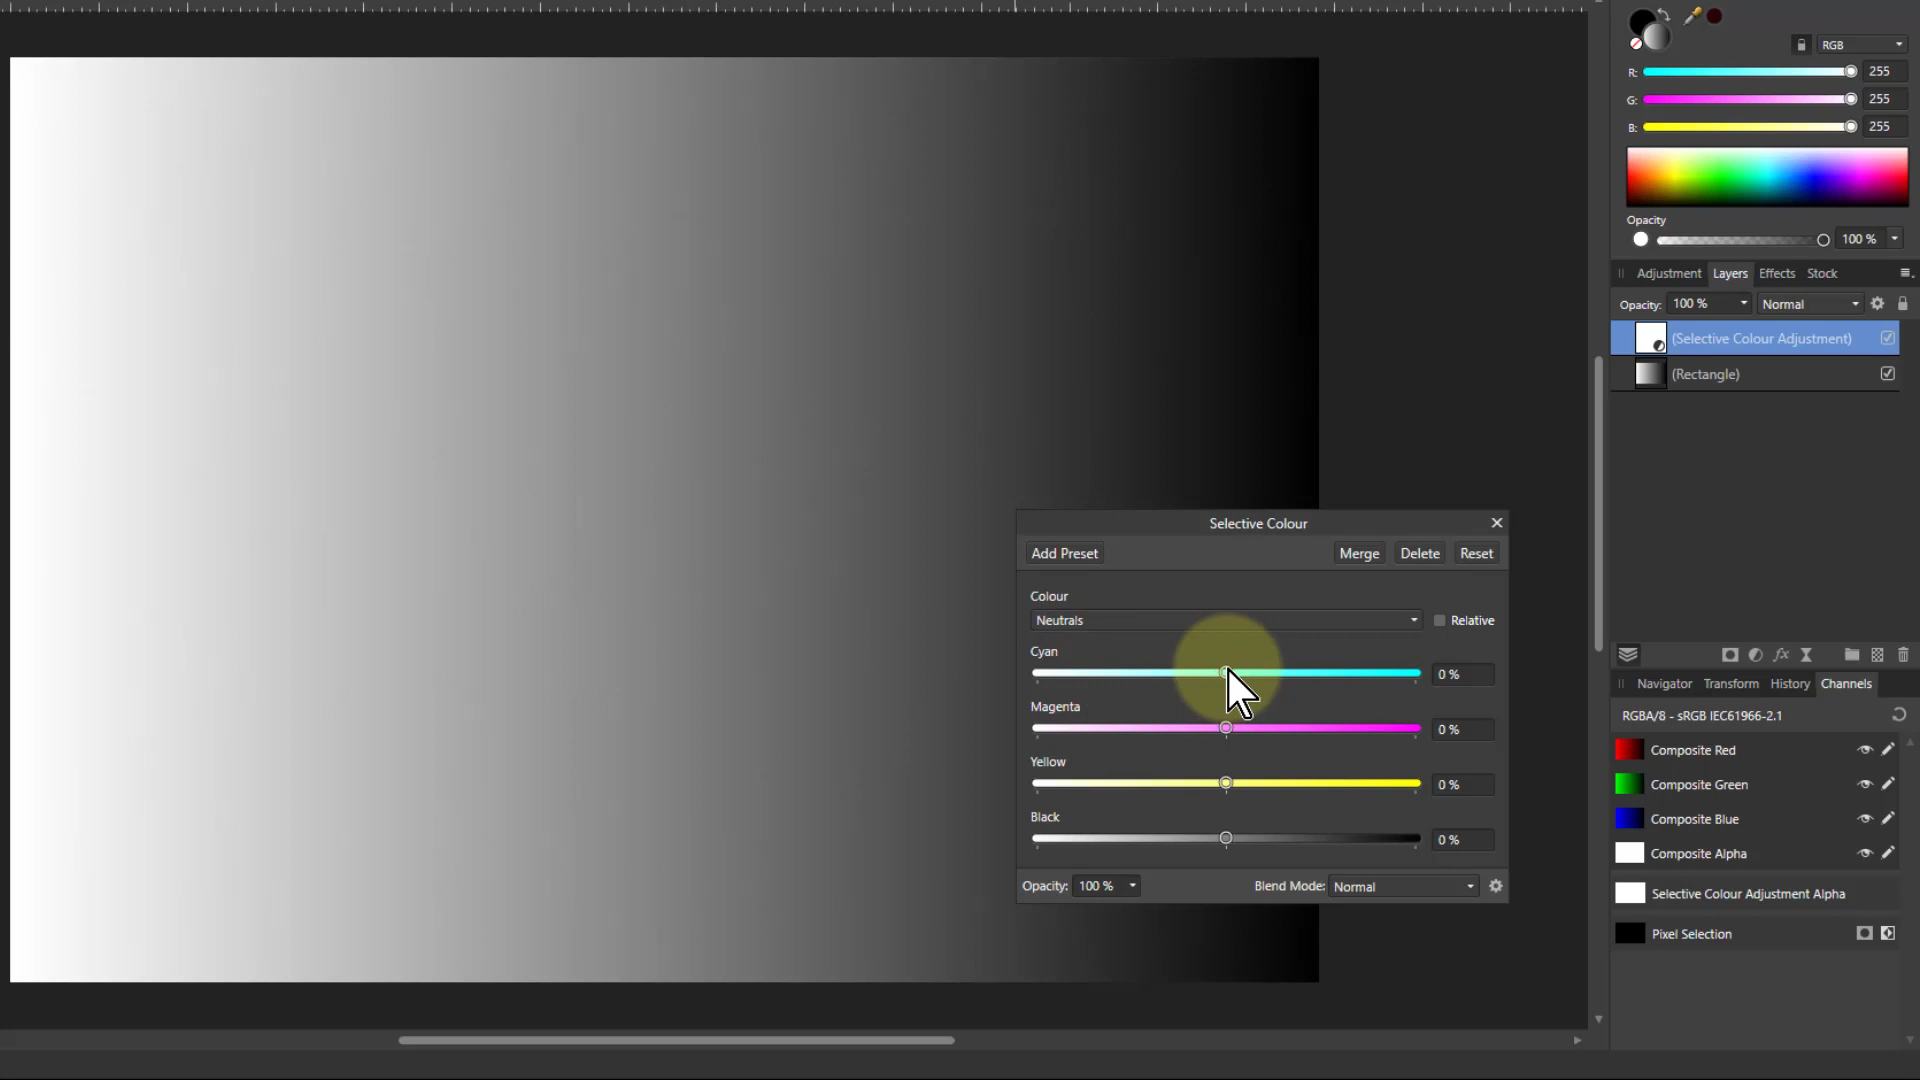 RGB
R: 255
G: 255
B: 255
Opacity
100 %
Adjustment Layers Effects Stock
Opacity: 100 % Normal
(Selective Colour Adjustment)
(Rectangle)
Selective Colour
Add Preset Merge Delete Reset
Colour
Neutrals Relative
Cyan
0 %
Magenta
0 %
Yellow
0 %
Black
0 %
Opacity: 100 % Blend Mode: Normal
fx
Navigator Transform History Channels
RGBA/8 - sRGB IEC61966-2.1
Composite Red
Composite Green
Composite Blue
Composite Alpha
Selective Colour Adjustment Alpha
Pixel Selection